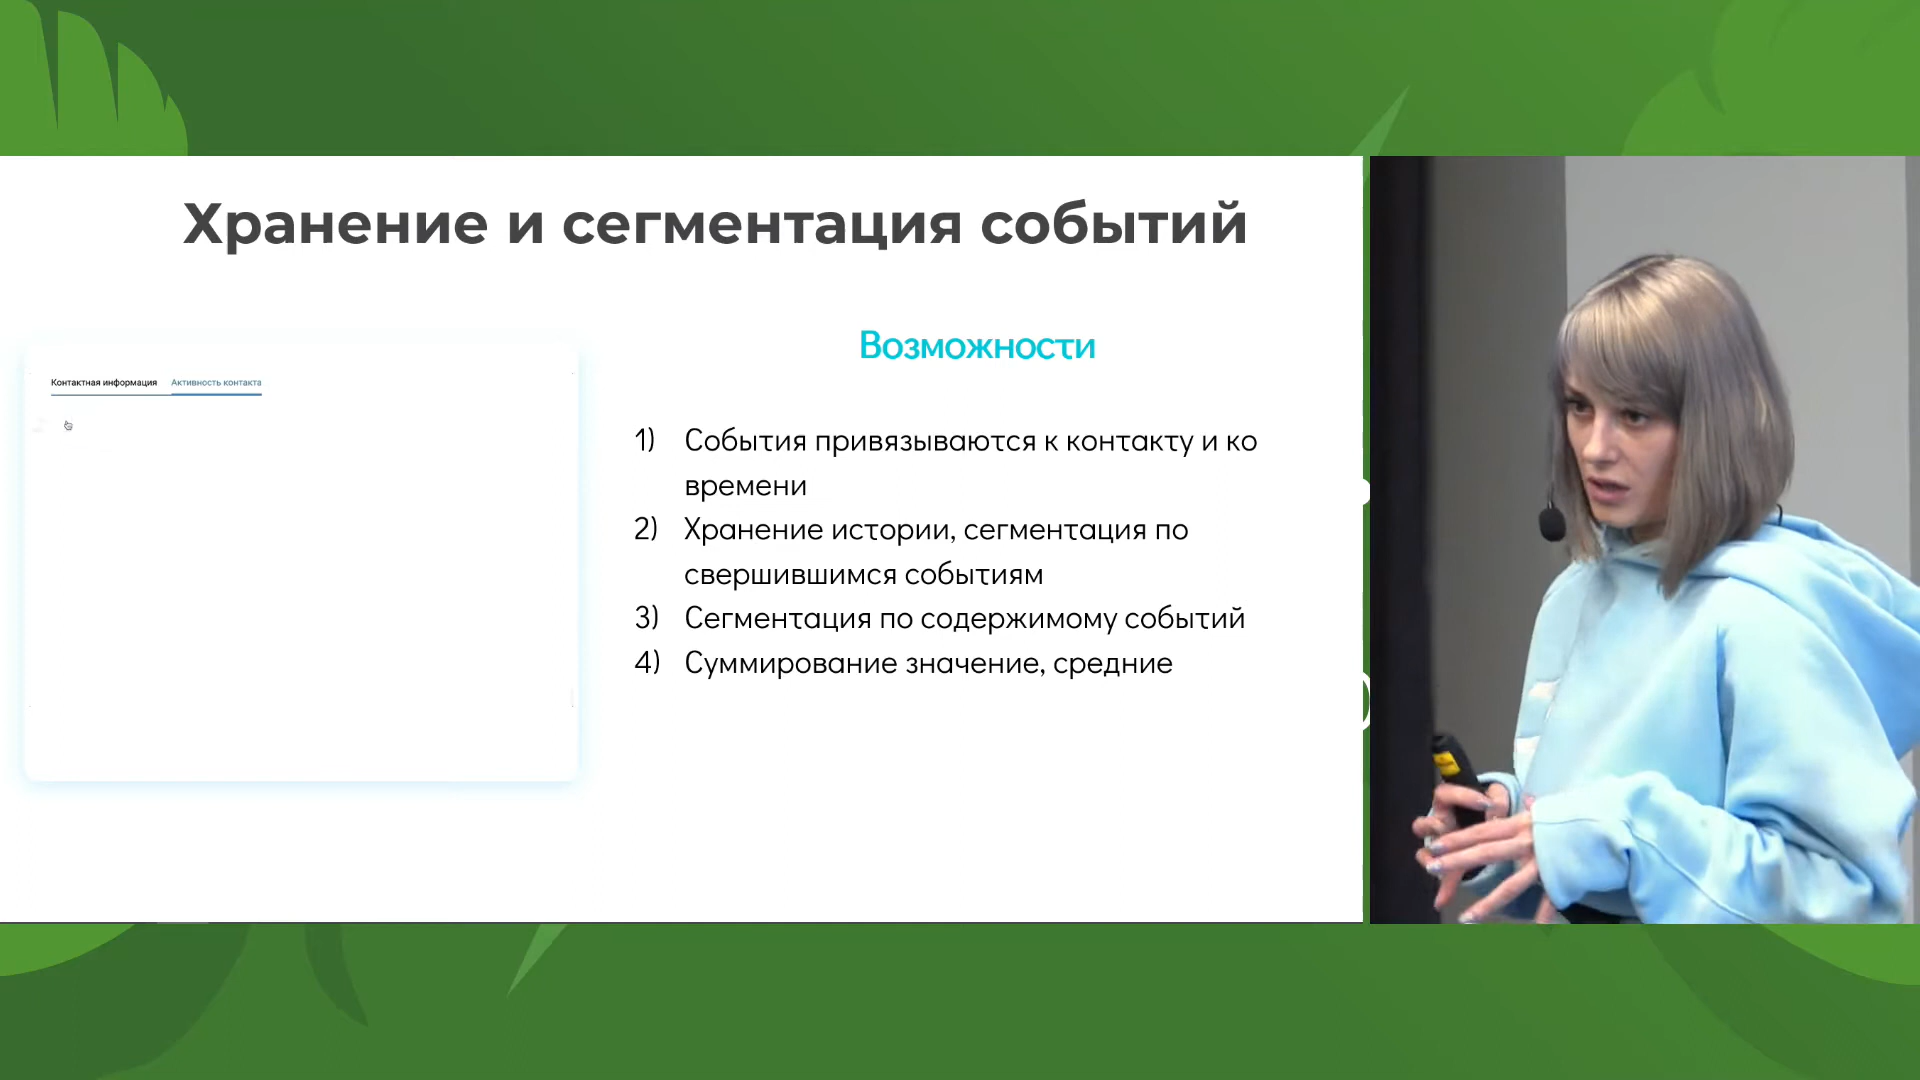 Хранение и сегментация событий
Контактная информация Активность контакта
Возможности
1) События привязываются к контакту и ко
времени
2) Хранение истории, сегментация по
свершившимся событиям
3) Сегментация по содержимому событий
4) Суммирование значение, средние